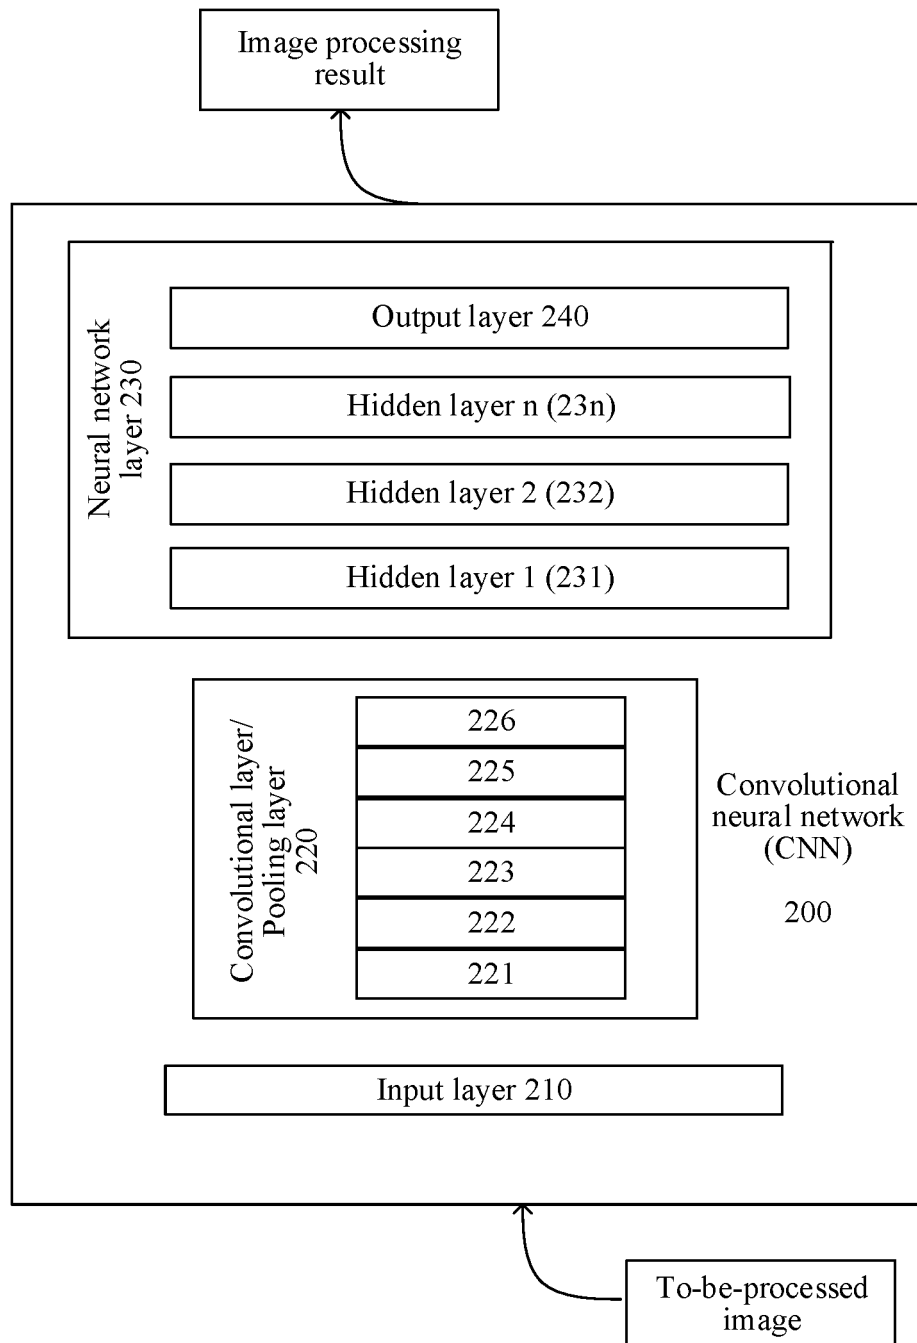 Image processing
result
Neural network
layer 230
Output layer 240
Hidden layer n (23n)
Hidden layer 2 (232)
Hidden layer 1 (231)
Convolutional layer/
Pooling layer
220
226
225
224
223
222
221
Convolutional
neural network
(CNN)
200
Input layer 210
To-be-processed
image